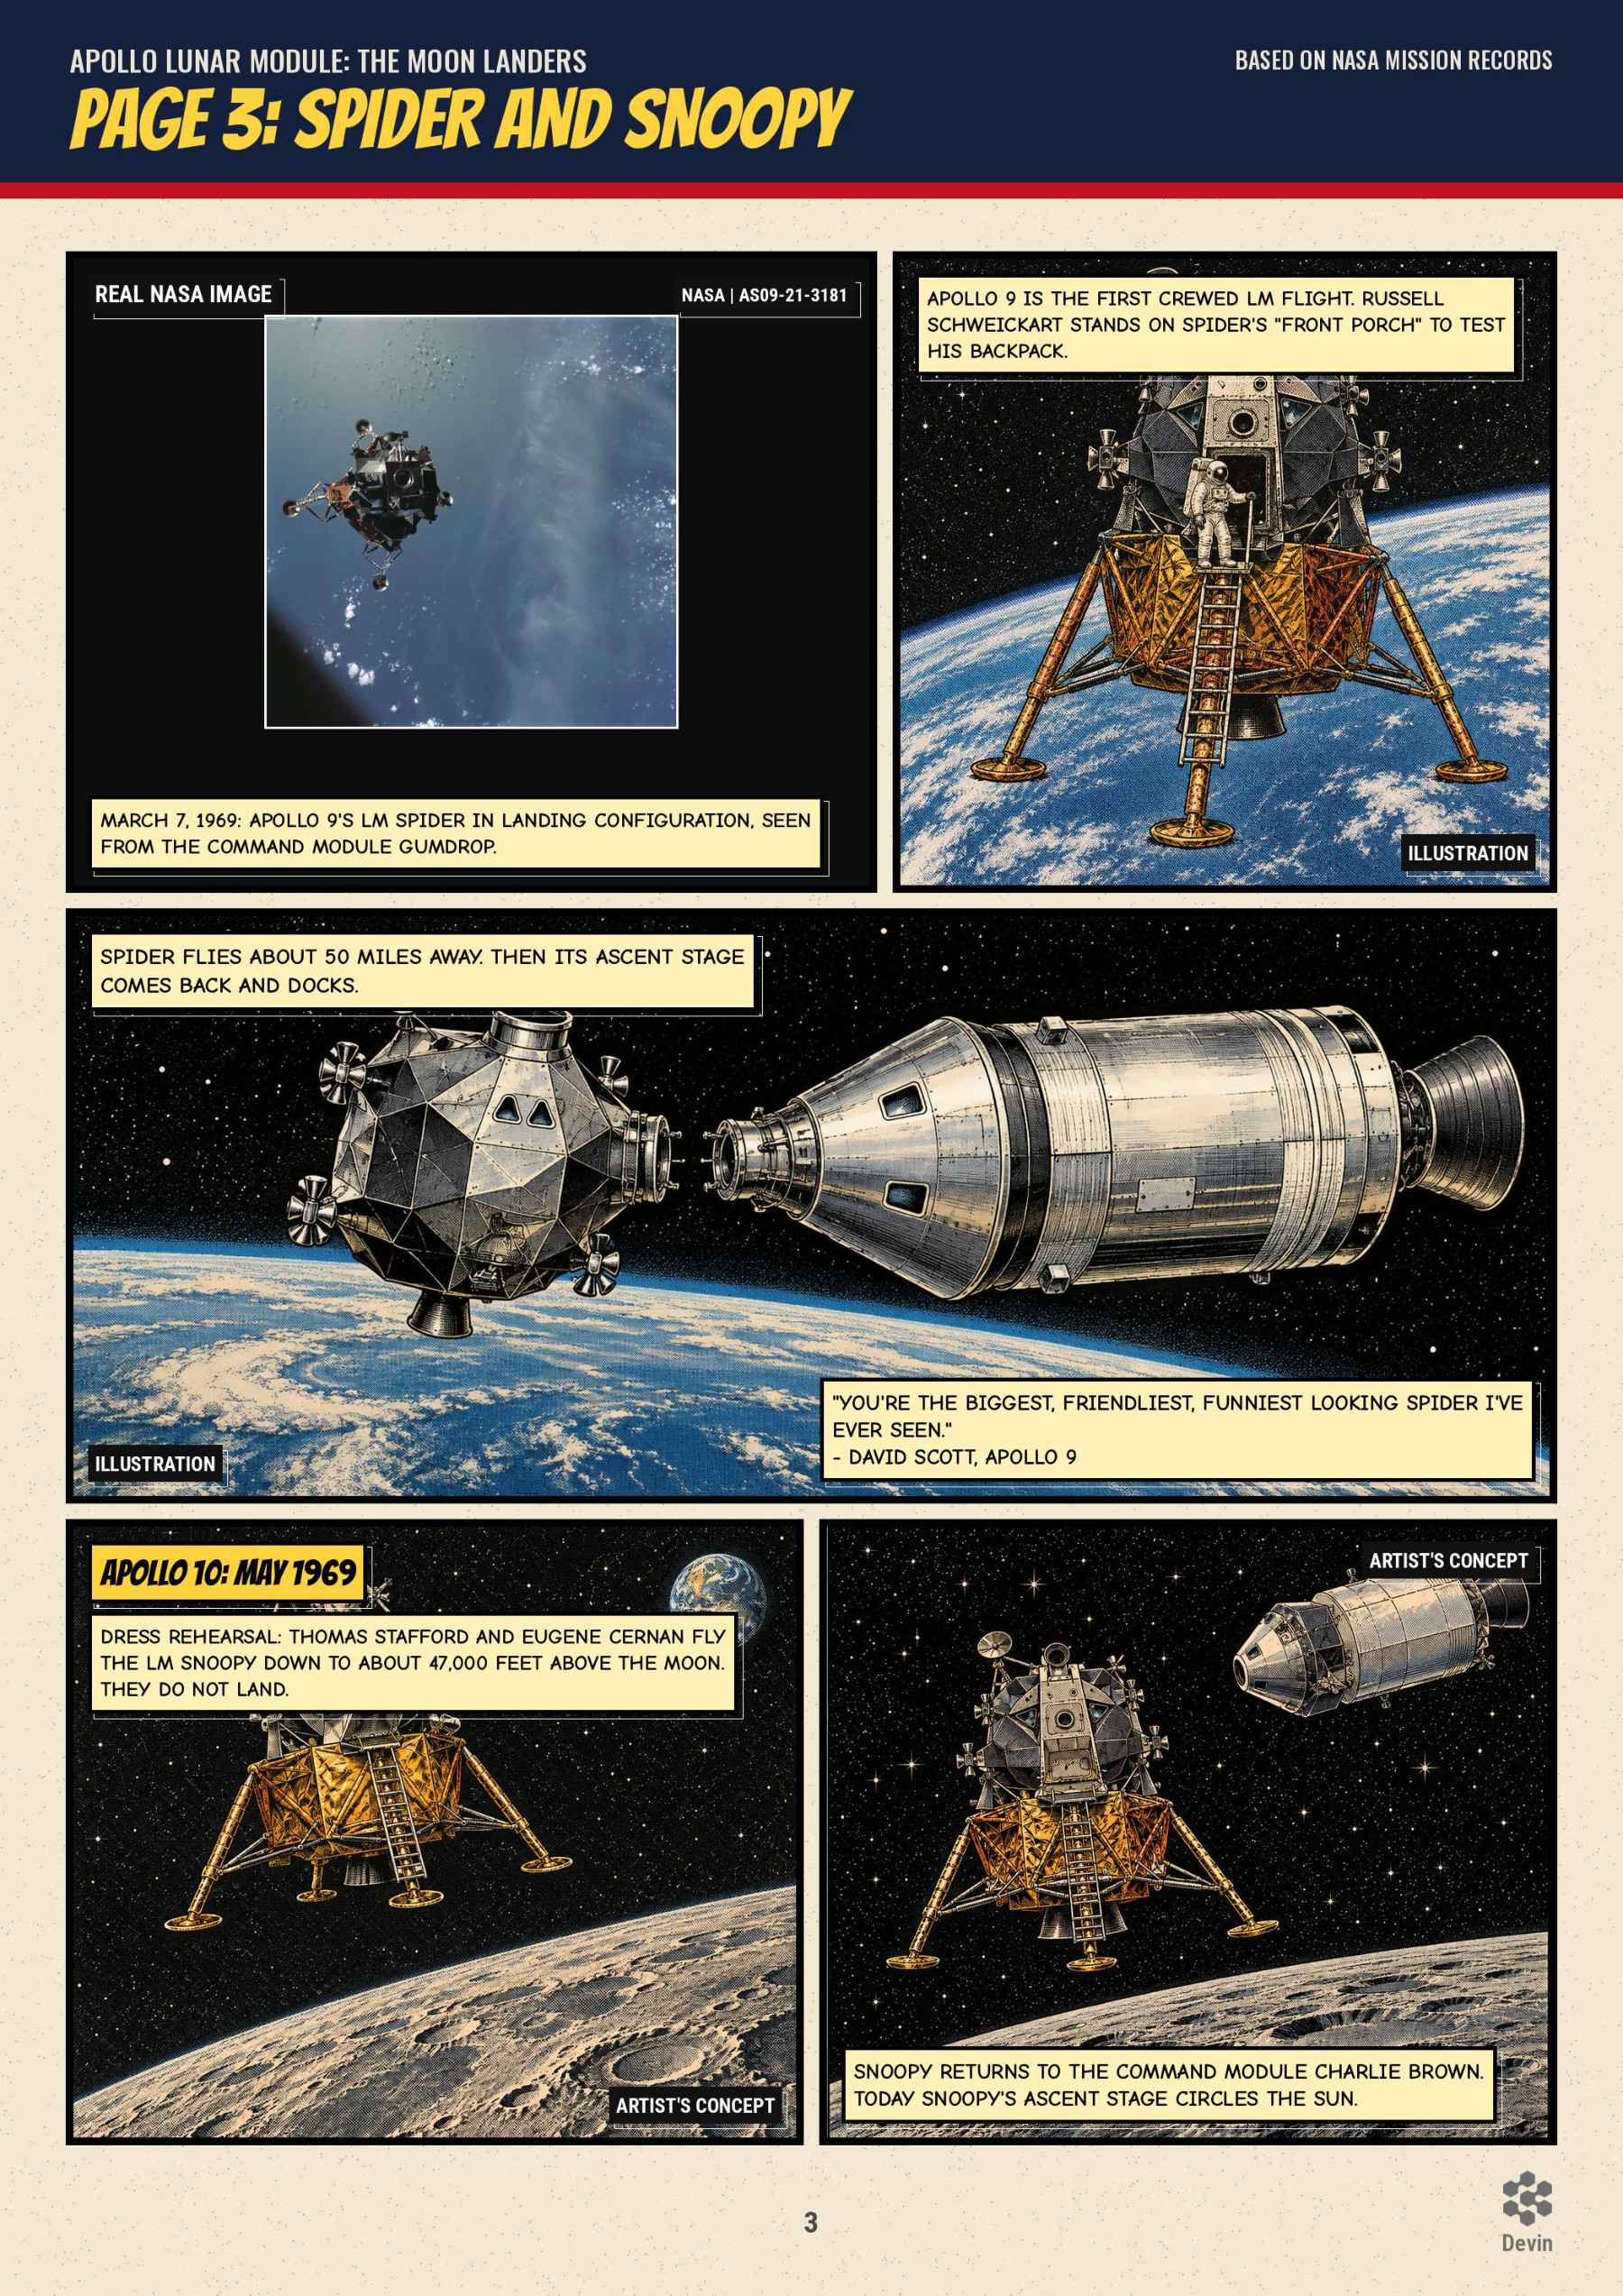 APOLLO LUNAR MODULE: THE MOON LANDERS
BASED ON NASA MISSION RECORDS
PAGE 3: SPIDER AND SNOOPY
REAL NASA IMAGE
NASA | AS09-21-3181
MARCH 7, 1969: APOLLO 9'S LM SPIDER IN LANDING CONFIGURATION, SEEN
FROM THE COMMAND MODULE GUMDROP.
APOLLO 9 IS THE FIRST CREWED LM FLIGHT. RUSSELL
SCHWEICKART STANDS ON SPIDER'S "FRONT PORCH" TO TEST
HIS BACKPACK.
ILLUSTRATION
SPIDER FLIES ABOUT 50 MILES AWAY. THEN ITS ASCENT STAGE
COMES BACK AND DOCKS.
"YOU'RE THE BIGGEST, FRIENDLIEST, FUNNIEST LOOKING SPIDER I'VE
EVER SEEN."
- DAVID SCOTT, APOLLO 9
ILLUSTRATION
APOLLO 10: MAY 1969
DRESS REHEARSAL: THOMAS STAFFORD AND EUGENE CERNAN FLY
THE LM SNOOPY DOWN TO ABOUT 47,000 FEET ABOVE THE MOON.
THEY DO NOT LAND.
ARTIST'S CONCEPT
ARTIST'S CONCEPT
SNOOPY RETURNS TO THE COMMAND MODULE CHARLIE BROWN.
TODAY SNOOPY'S ASCENT STAGE CIRCLES THE SUN.
3
Devin